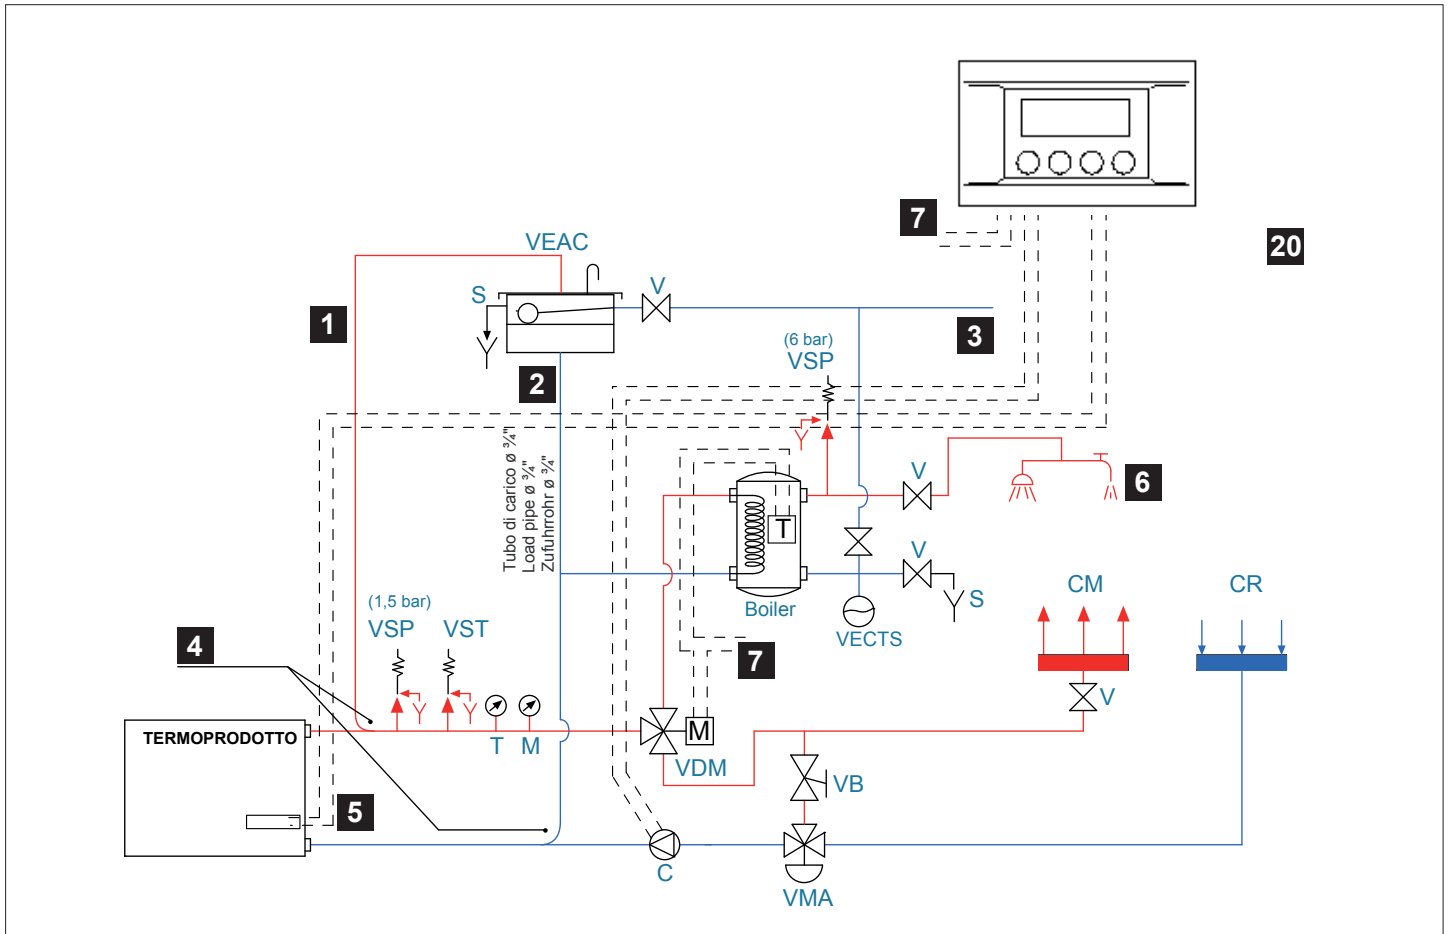 7
20
VEAC
V
S
1
3
(6 bar)
VSP
2
Tubo di carico ø ¾"
Load pipe ø ¾"
Zufuhrrohr ø ¾"
V
6
T
V
S
Boiler
VECTS
CM
CR
(1,5 bar)
VSP
VST
4
7
V
TERMOPRODOTTO
T
M
M
VDM
VB
5
C
VMA